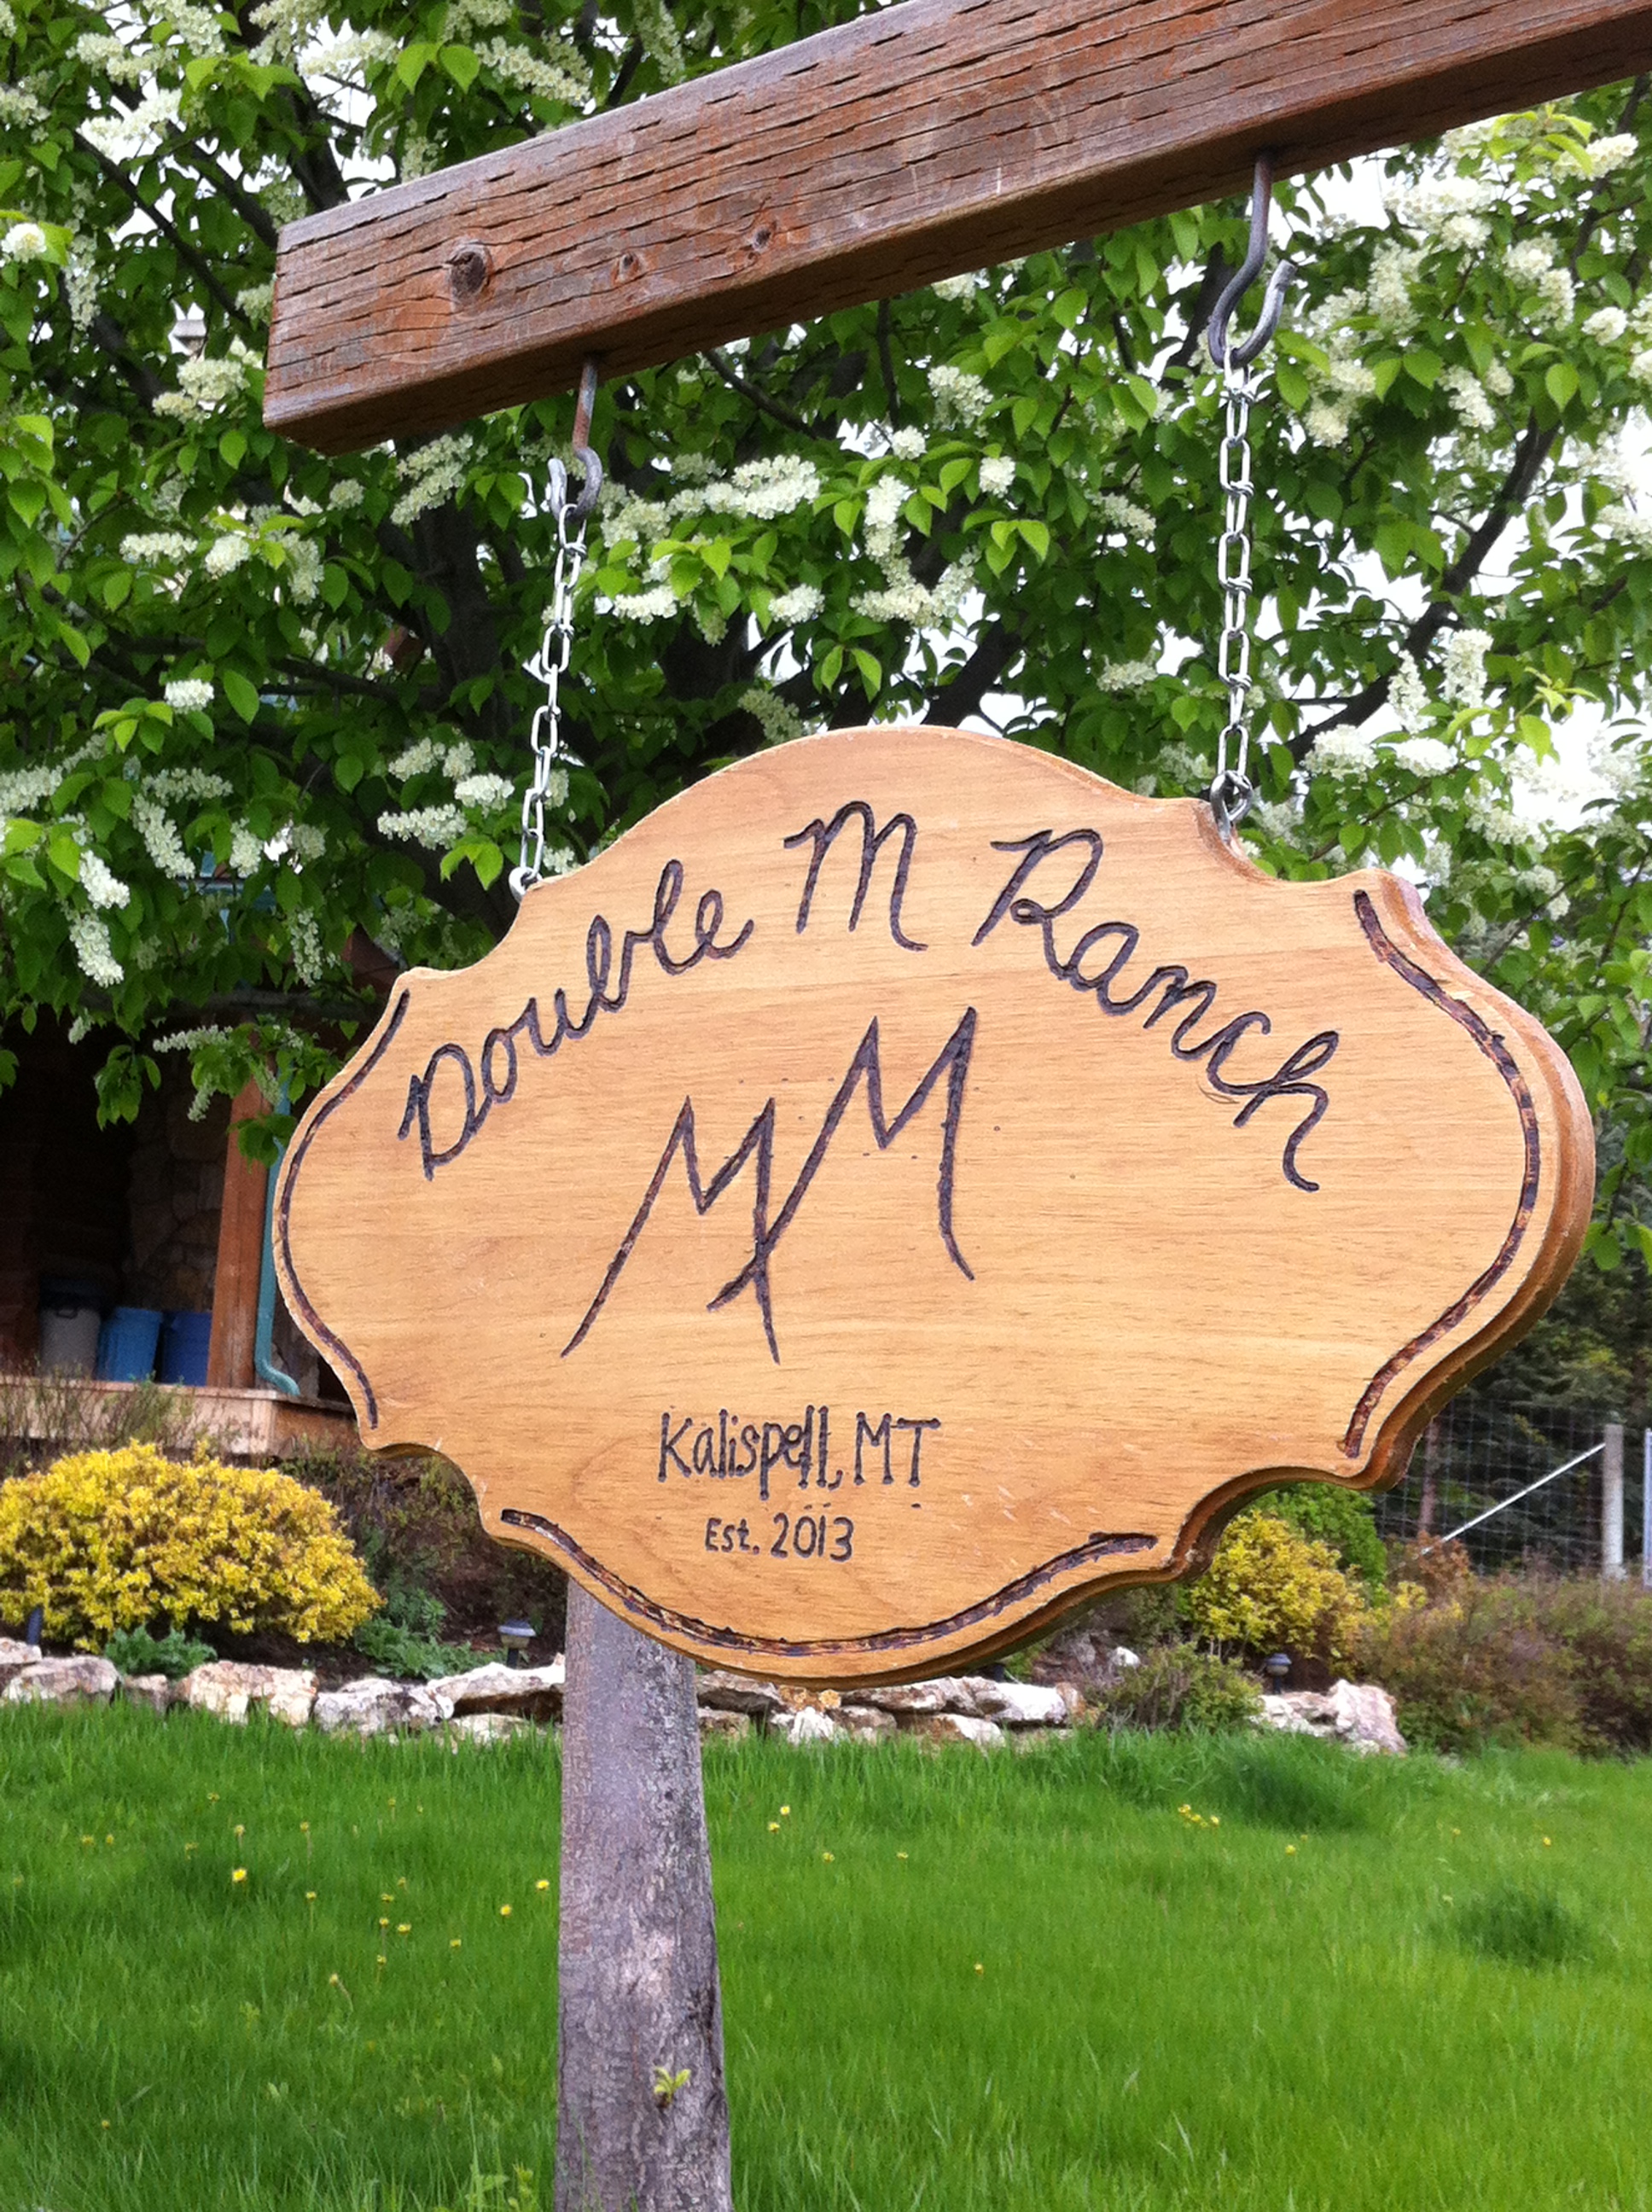 Double M Ranch
MM
Kalispell, MT
Est. 2013